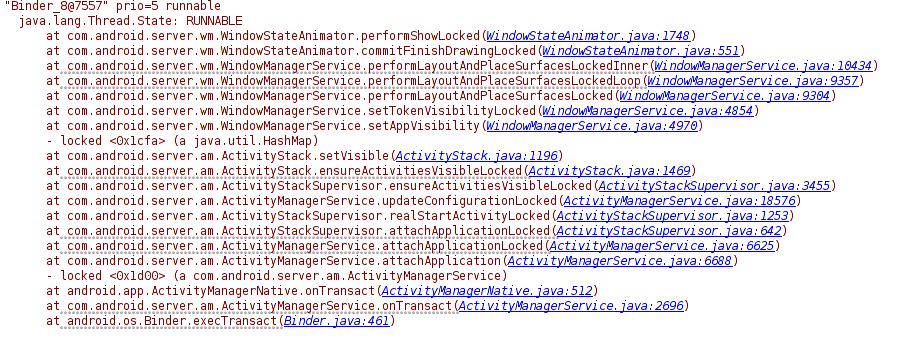 "Binder_8@7557" prio=5 runnable
java.lang.Thread.State: RUNNABLE
at com.android.server.wm.WindowStateAnimator.performShowLocked(WindowStateAnimator.java:1748)
at com.android.server.wm.WindowStateAnimator.commitFinishDrawingLocked(WindowStateAnimator.java:551)
at com.android.server.wm.WindowManagerService.performLayoutAndPlaceSurfacesLockedInner(WindowManagerService.java:10434)
at com.android.server.wm.WindowManagerService.performLayoutAndPlaceSurfacesLockedLoop(WindowManagerService.java:9357)
at com.android.server.wm.WindowManagerService.performLayoutAndPlaceSurfacesLocked(WindowManagerService.java:9304)
at com.android.server.wm.WindowManagerService.setTokenVisibilityLocked(WindowManagerService.java:4854)
at com.android.server.wm.WindowManagerService.setAppVisibility(WindowManagerService.java:4970)
- locked <0x1cfa> (a java.util.HashMap)
at com.android.server.am.ActivityStack.setVisible(ActivityStack.java:1196)
at com.android.server.am.ActivityStack.ensureActivitiesVisibleLocked(ActivityStack.java:1469)
at com.android.server.am.ActivityStackSupervisor.ensureActivitiesVisibleLocked(ActivityStackSupervisor.java:3455)
at com.android.server.am.ActivityManagerService.updateConfigurationLocked(ActivityManagerService.java:18576)
at com.android.server.am.ActivityStackSupervisor.realStartActivityLocked(ActivityStackSupervisor.java:1253)
at com.android.server.am.ActivityStackSupervisor.attachApplicationLocked(ActivityStackSupervisor.java:642)
at com.android.server.am.ActivityManagerService.attachApplicationLocked(ActivityManagerService.java:6625)
at com.android.server.am.ActivityManagerService.attachApplication(ActivityManagerService.java:6688)
- locked <0x1d00> (a com.android.server.am.ActivityManagerService)
at android.app.ActivityManagerNative.onTransact(ActivityManagerNative.java:512)
at com.android.server.am.ActivityManagerService.onTransact(ActivityManagerService.java:2696)
at android.os.Binder.execTransact(Binder.java:461)